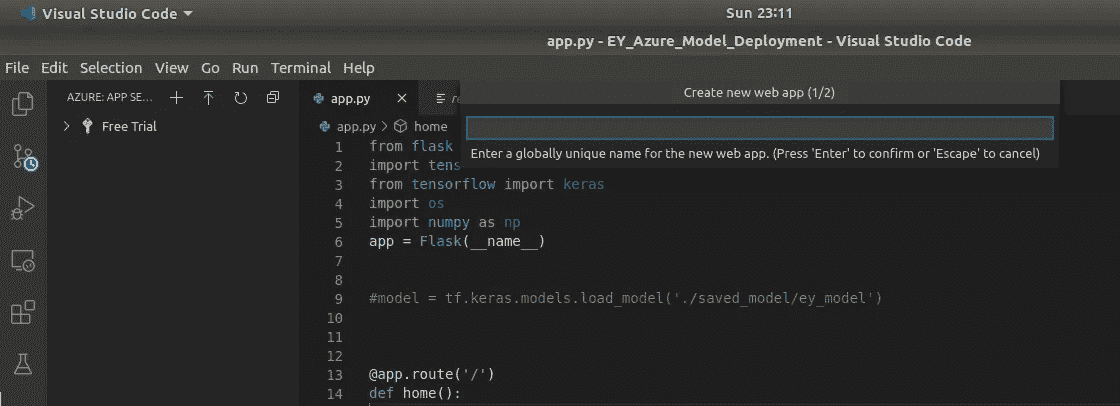 Visual Studio Code
Sun 23:11
app.py - EY_Azure_Model_Deployment - Visual Studio Code
File Edit Selection View Go Run Terminal Help
AZURE: APP SE...
Free Trial
app.py
app.py > home
Create new web app (1/2)
Enter a globally unique name for the new web app. (Press 'Enter' to confirm or 'Escape' to cancel)
1 from flask
2 import tens
3 from tensorflow import keras
4 import os
5 import numpy as np
6 app = Flask(__name__)
7
8
9 #model = tf.keras.models.load_model('./saved_model/ey_model')
10
11
12
13 @app.route('/')
14 def home():